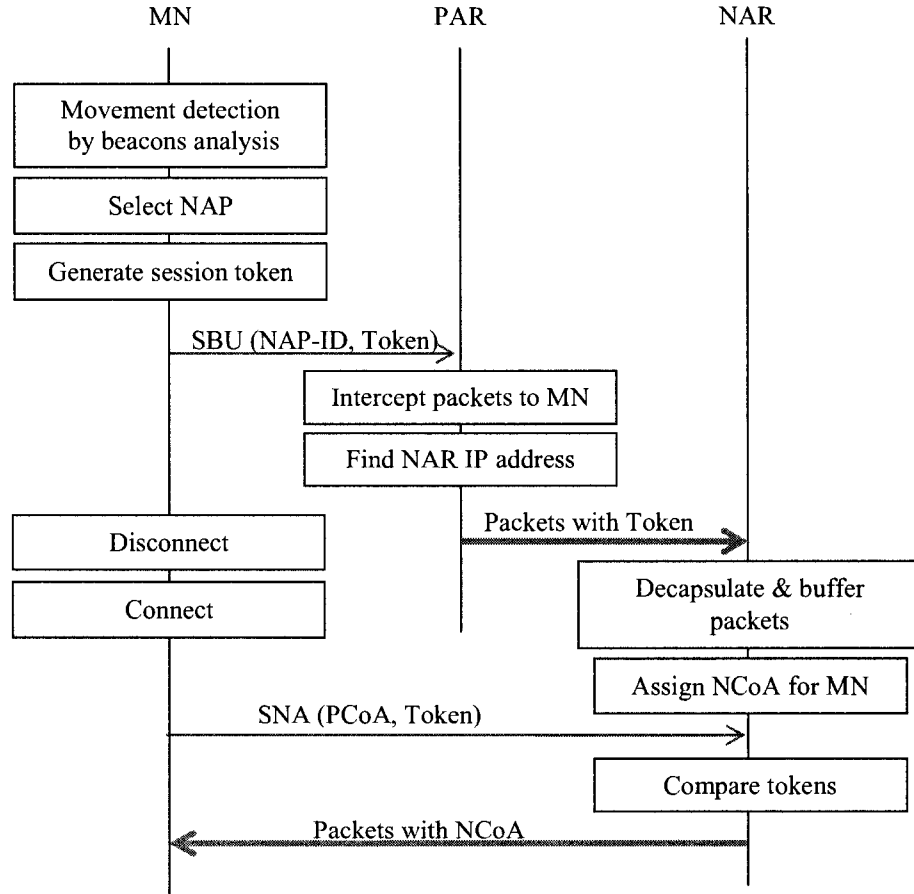 MN PAR NAR
Movement detection
by beacons analysis
Select NAP
Generate session token
SBU (NAP-ID, Token)
Intercept packets to MN
Find NAR IP address
Packets with Token
Disconnect
Decapsulate & buffer
packets
Connect
Assign NCoA for MN
SNA (PCoA, Token)
Compare tokens
Packets with NCoA